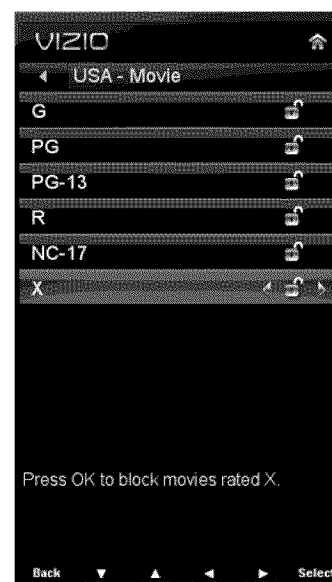 VIZIO
USA - Movie
G
PG
PG-13
R
NC-17
X
Press OK to block movies rated X.
Back Select